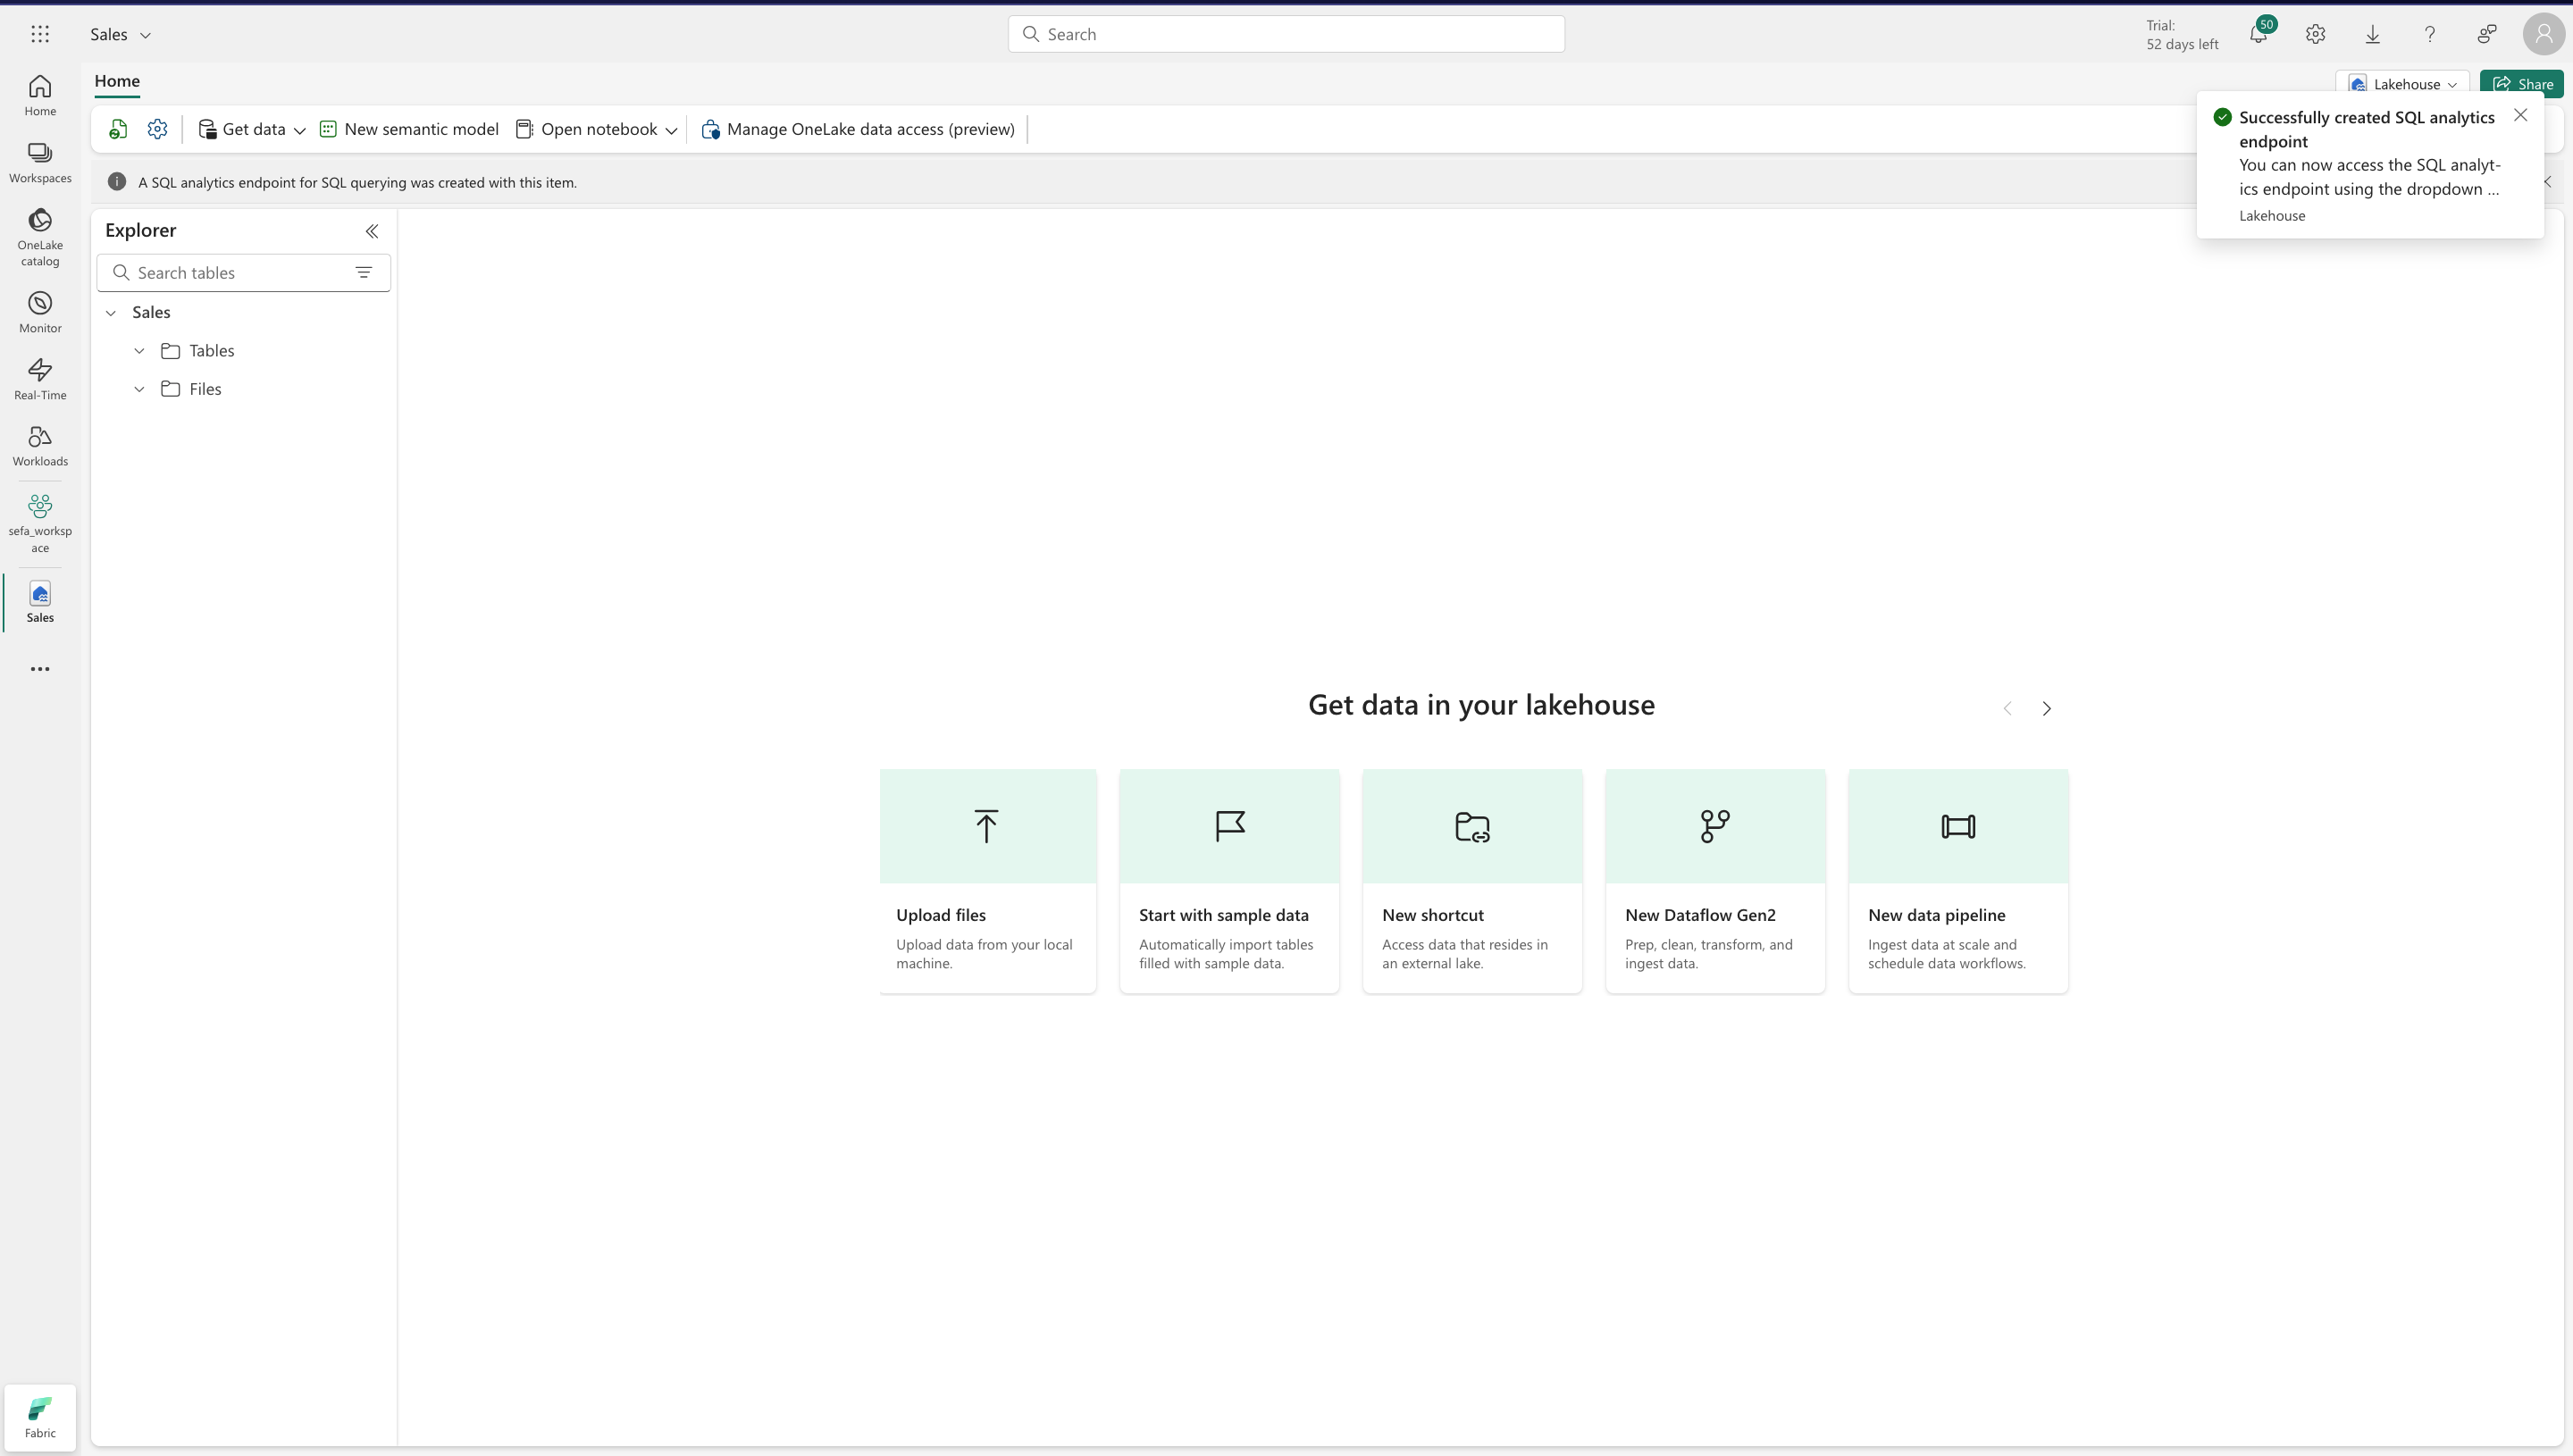 Sales
Search
Trial:
52 days left
50
Home
Lakehouse
Share
Get data
New semantic model
Open notebook
Manage OneLake data access (preview)
Successfully created SQL analytics
endpoint
You can now access the SQL analyt-
ics endpoint using the dropdown ...
Lakehouse
A SQL analytics endpoint for SQL querying was created with this item.
Home
Workspaces
OneLake
catalog
Monitor
Real-Time
Workloads
sefa_worksp
ace
Sales
Fabric
Explorer
Search tables
Sales
Tables
Files
Get data in your lakehouse
Upload files
Upload data from your local
machine.
Start with sample data
Automatically import tables
filled with sample data.
New shortcut
Access data that resides in
an external lake.
New Dataflow Gen2
Prep, clean, transform, and
ingest data.
New data pipeline
Ingest data at scale and
schedule data workflows.